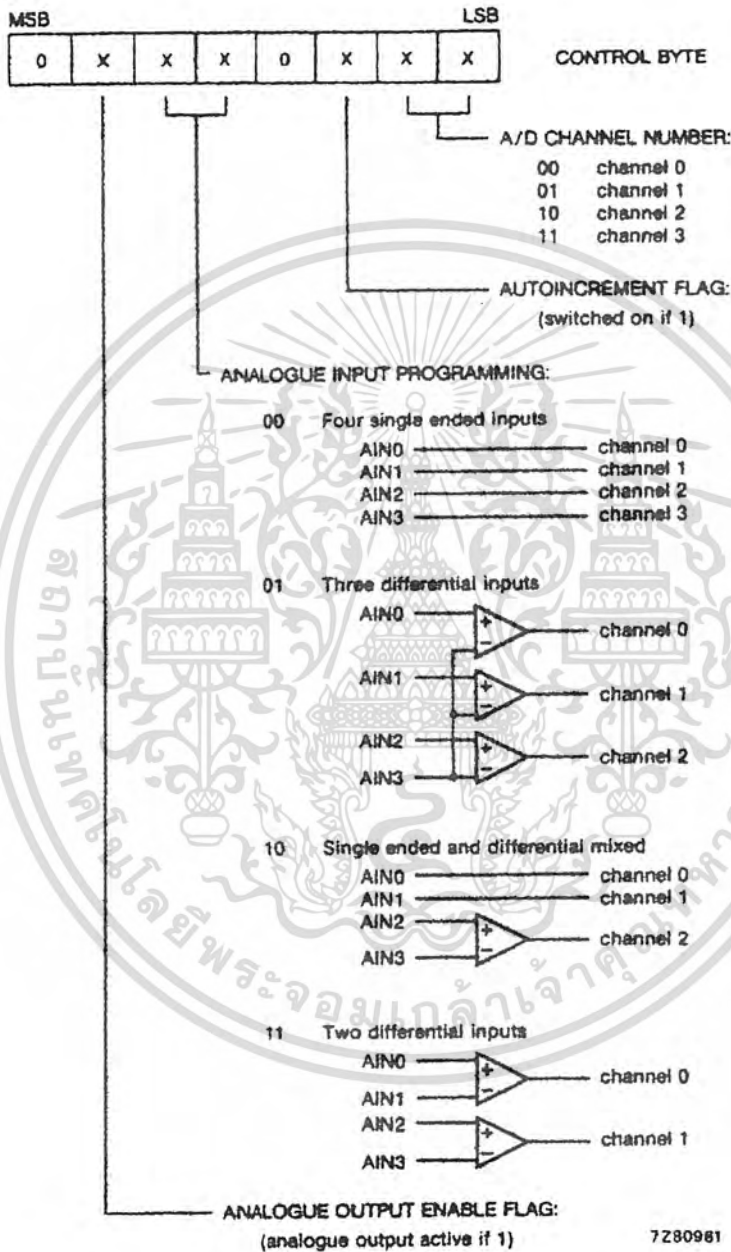 MSB LSB
0 X X X 0 X X X CONTROL BYTE
A/D CHANNEL NUMBER:
00 channel 0
01 channel 1
10 channel 2
11 channel 3
AUTOINCREMENT FLAG:
(switched on if 1)
ANALOGUE INPUT PROGRAMMING:
00 Four single ended inputs
AIN0 channel 0
AIN1 channel 1
AIN2 channel 2
AIN3 channel 3
01 Three differential inputs
AIN0 + − channel 0
AIN1 + − channel 1
AIN2 + − channel 2
AIN3
10 Single ended and differential mixed
AIN0 channel 0
AIN1 channel 1
AIN2 + − channel 2
AIN3
11 Two differential inputs
AIN0 + − channel 0
AIN1
AIN2 + − channel 1
AIN3
ANALOGUE OUTPUT ENABLE FLAG:
(analogue output active if 1)
7Z80981